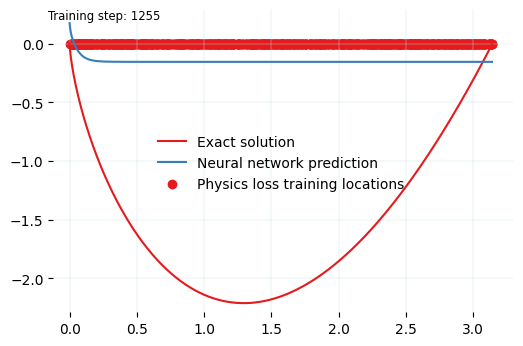 Training step: 1255
0.0
−0.5
−1.0
−1.5
−2.0
Exact solution
Neural network prediction
Physics loss training locations
0.0 0.5 1.0 1.5 2.0 2.5 3.0